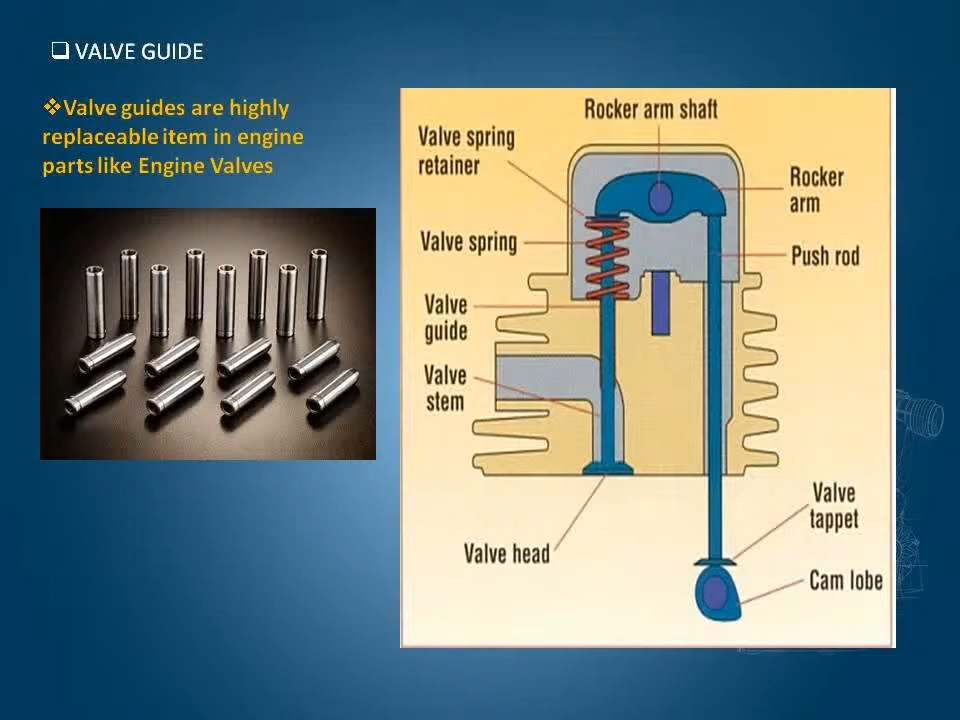 VALVE GUIDE
Valve guides are highly
replaceable item in engine
parts like Engine Valves
Rocker arm shaft
Valve spring
retainer
Rocker
arm
Valve spring
Push rod
Valve
guide
Valve
stem
Valve
tappet
Valve head
Cam lobe